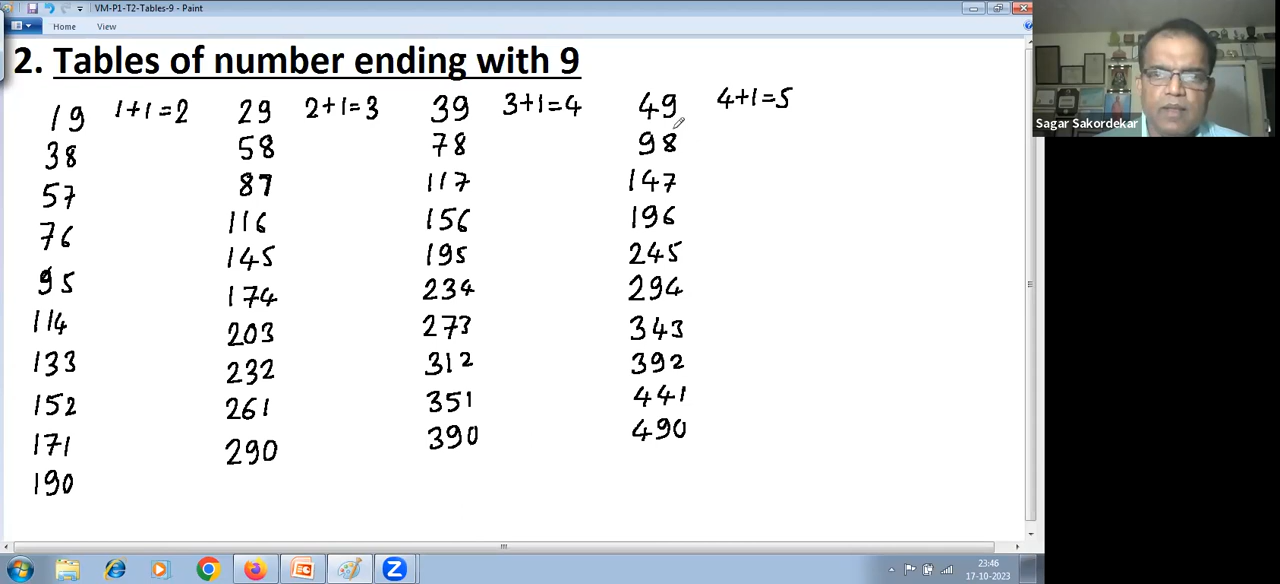 VM-P1-T2-Tables-9 - Paint
Home View
2. Tables of number ending with 9
19 1+1=2 29 2+1=3 39 3+1=4 49 4+1=5
38 58 78 98
57 87 117 147
76 116 156 196
95 145 195 245
114 174 234 294
133 203 273 343
152 232 312 392
171 261 351 441
190 290 390 490
Sagar Sakordekar
23:46
17-10-2023